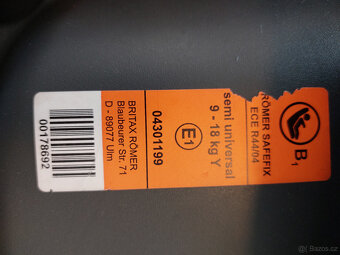 RÖMER SAFEFIX
ECE R44/04
B1
semi universal
9 - 18 kg Y
E1
04301199
BRITAX RÖMER
Blaubeurer Str. 71
D - 89077 Ulm
00178692
© Bazos.cz